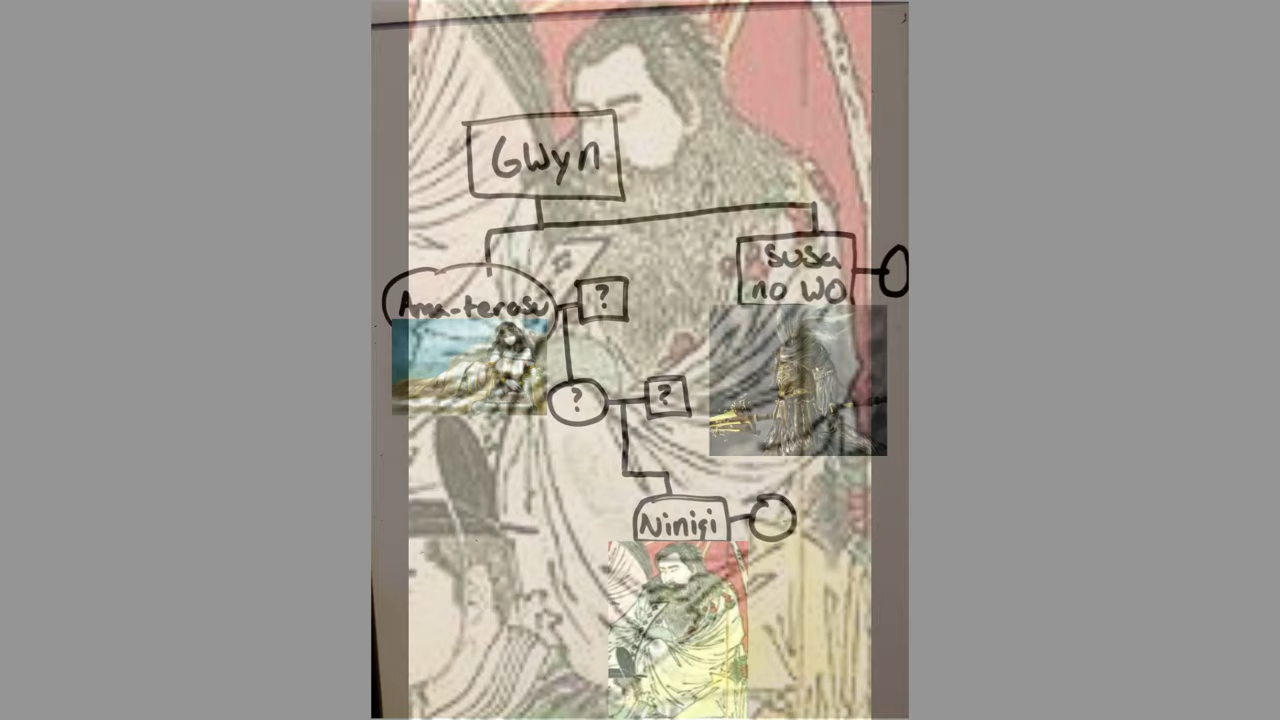 Gwyn
susa
no wo
Ama-terasu
?
?
?
Ninigi